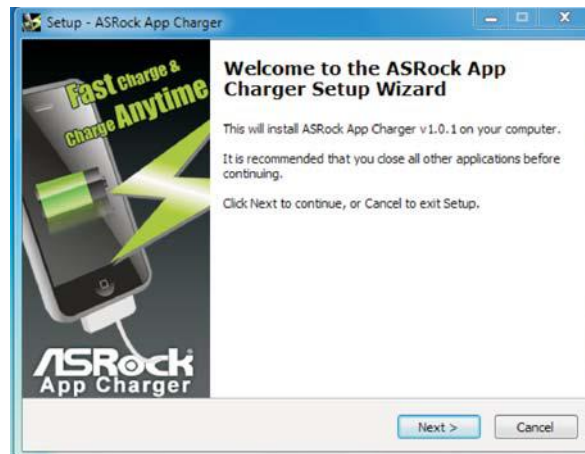 Setup - ASRock App Charger
Fast Charge &
Charge Anytime
ASRock
App Charger
Welcome to the ASRock App
Charger Setup Wizard
This will install ASRock App Charger v1.0.1 on your computer.
It is recommended that you close all other applications before
continuing.
Click Next to continue, or Cancel to exit Setup.
Next >
Cancel